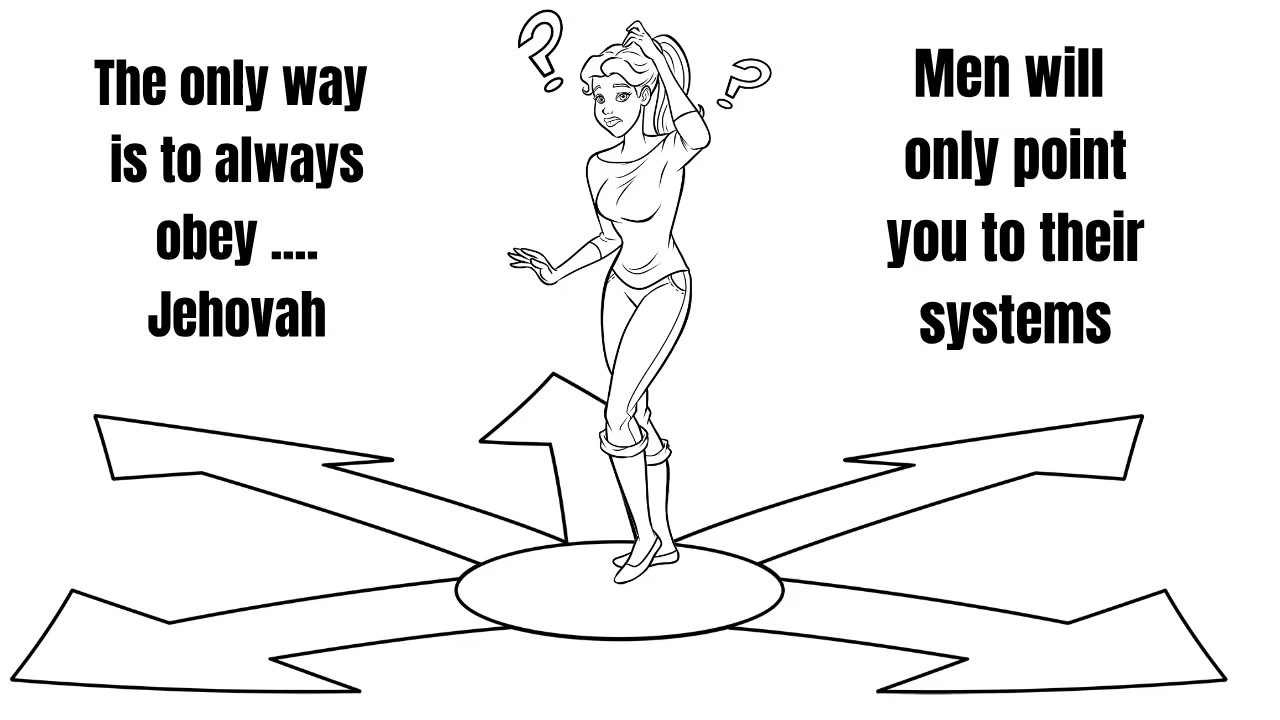 The only way
is to always
obey ....
Jehovah
Men will
only point
you to their
systems
? ?